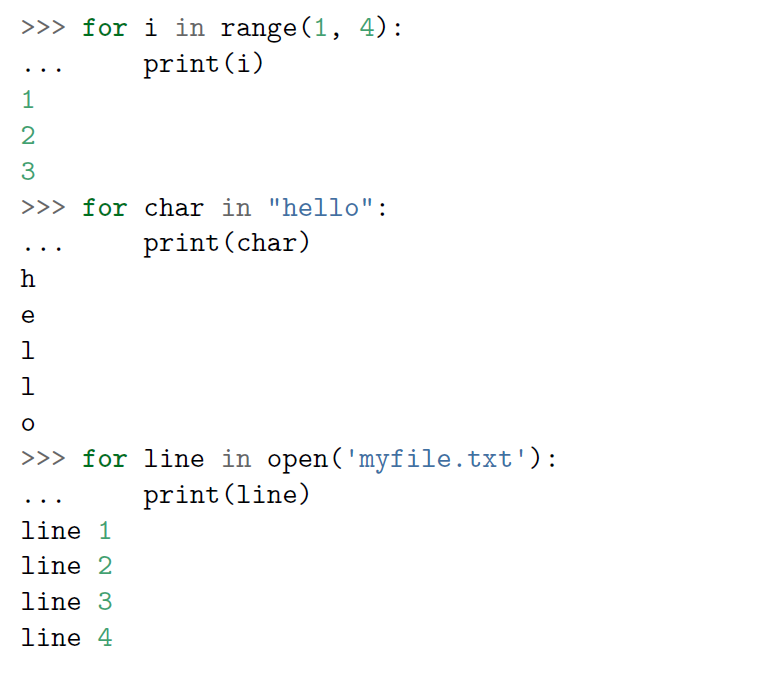 >>> for i in range(1, 4):
...     print(i)
1
2
3
>>> for char in "hello":
...     print(char)
h
e
l
l
o
>>> for line in open('myfile.txt'):
...     print(line)
line 1
line 2
line 3
line 4